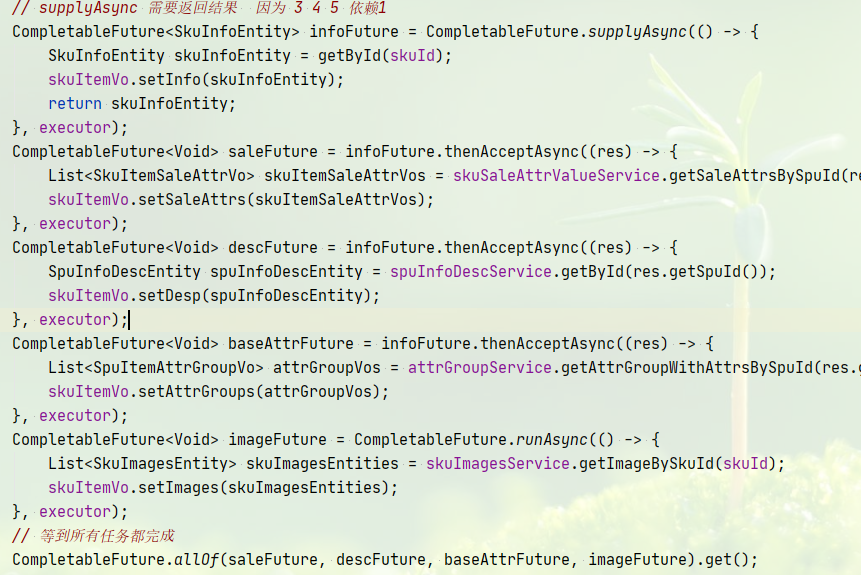 // supplyAsync 需要返回结果  因为 3 4 5 依赖1
CompletableFuture<SkuInfoEntity> infoFuture = CompletableFuture.supplyAsync(() -> {
    SkuInfoEntity skuInfoEntity = getById(skuId);
    skuItemVo.setInfo(skuInfoEntity);
    return skuInfoEntity;
}, executor);
CompletableFuture<Void> saleFuture = infoFuture.thenAcceptAsync((res) -> {
    List<SkuItemSaleAttrVo> skuItemSaleAttrVos = skuSaleAttrValueService.getSaleAttrsBySpuId(re
    skuItemVo.setSaleAttrs(skuItemSaleAttrVos);
}, executor);
CompletableFuture<Void> descFuture = infoFuture.thenAcceptAsync((res) -> {
    SpuInfoDescEntity spuInfoDescEntity = spuInfoDescService.getById(res.getSpuId());
    skuItemVo.setDesp(spuInfoDescEntity);
}, executor);
CompletableFuture<Void> baseAttrFuture = infoFuture.thenAcceptAsync((res) -> {
    List<SpuItemAttrGroupVo> attrGroupVos = attrGroupService.getAttrGroupWithAttrsBySpuId(res.g
    skuItemVo.setAttrGroups(attrGroupVos);
}, executor);
CompletableFuture<Void> imageFuture = CompletableFuture.runAsync(() -> {
    List<SkuImagesEntity> skuImagesEntities = skuImagesService.getImageBySkuId(skuId);
    skuItemVo.setImages(skuImagesEntities);
}, executor);
// 等到所有任务都完成
CompletableFuture.allOf(saleFuture, descFuture, baseAttrFuture, imageFuture).get();